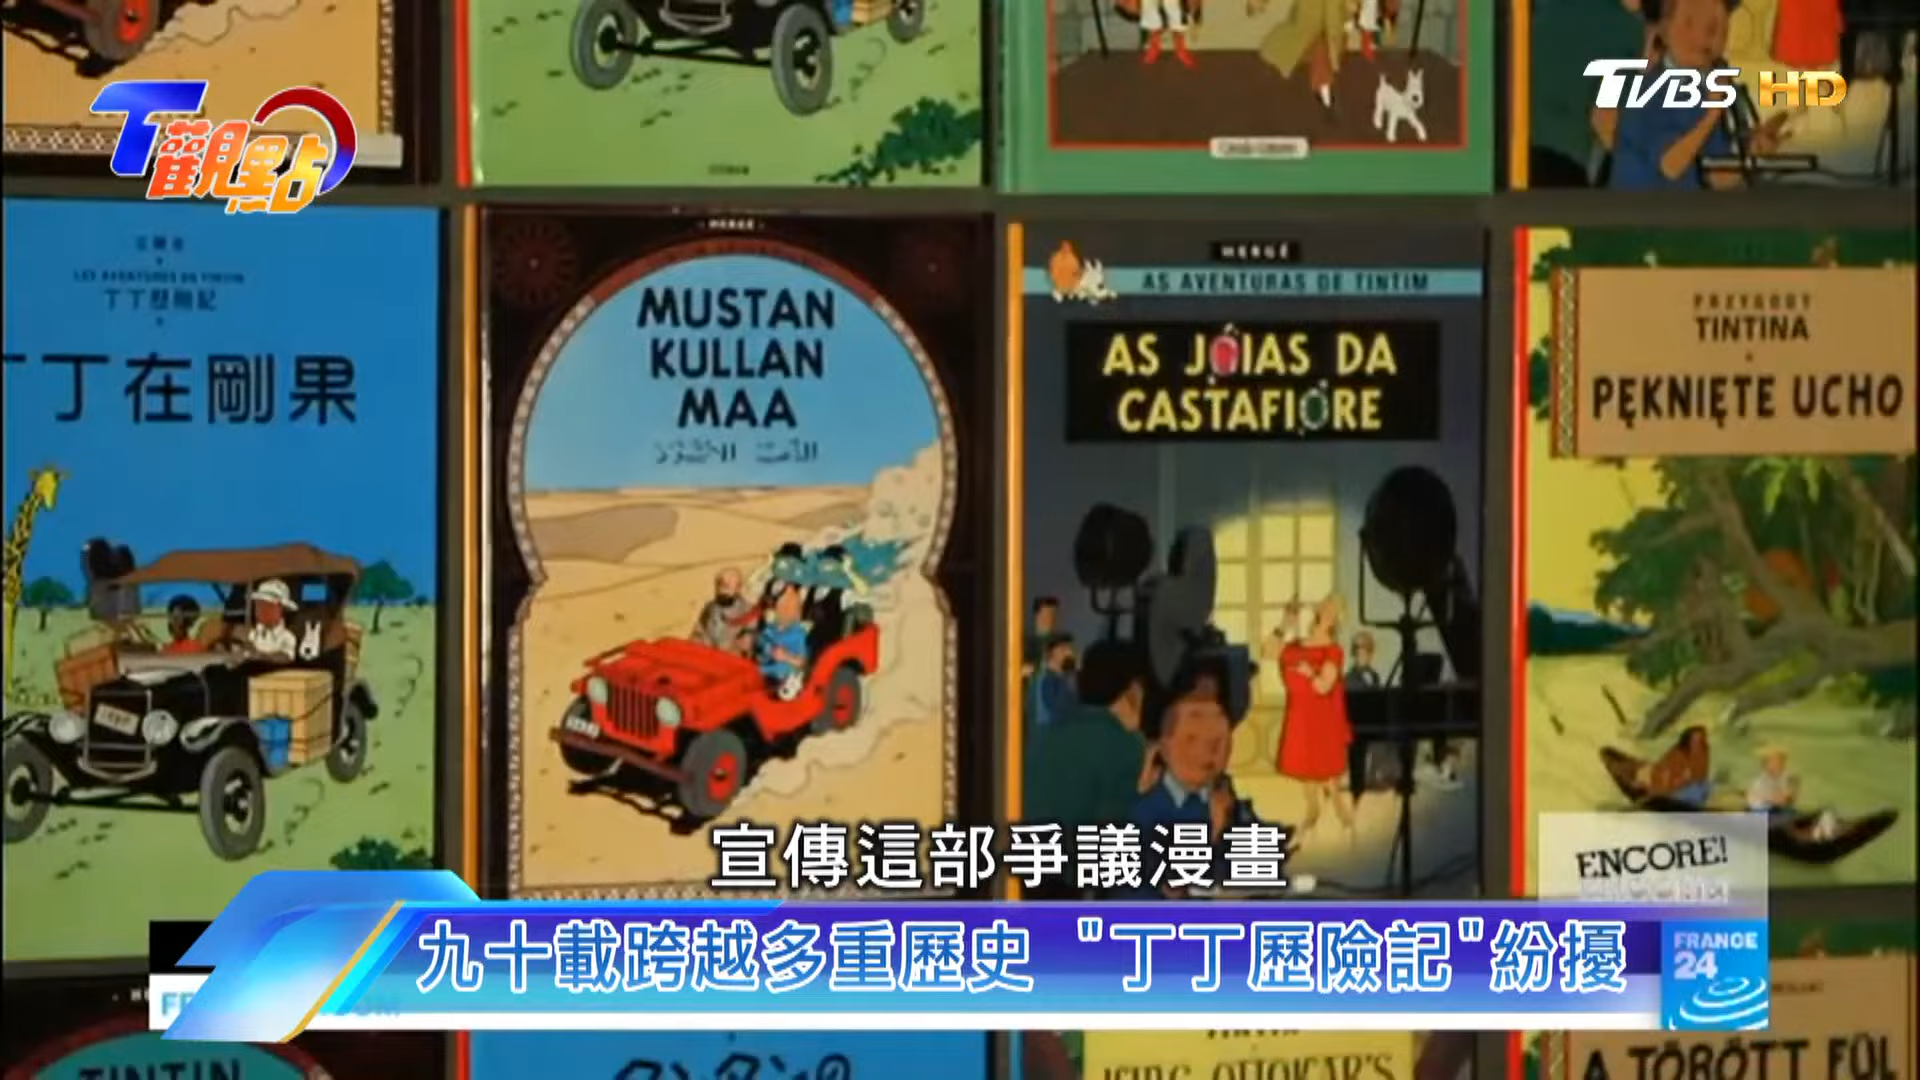 T觀點
TVBS HD
HERGÉ
LES AVENTURES DE TINTIN
丁丁歷險記
丁丁在剛果
MUSTAN
KULLAN
MAA
HERGÉ
AS AVENTURAS DE TINTIM
AS JÓIAS DA
CASTAFIORE
PRZYGODY
TINTINA
PĘKNIĘTE UCHO
宣傳這部爭議漫畫
ENCORE!
九十載跨越多重歷史 "丁丁歷險記"紛擾
FRANCE
24
TINTIN
KING OTTOKAR'S
A TÖRÖTT FÜL